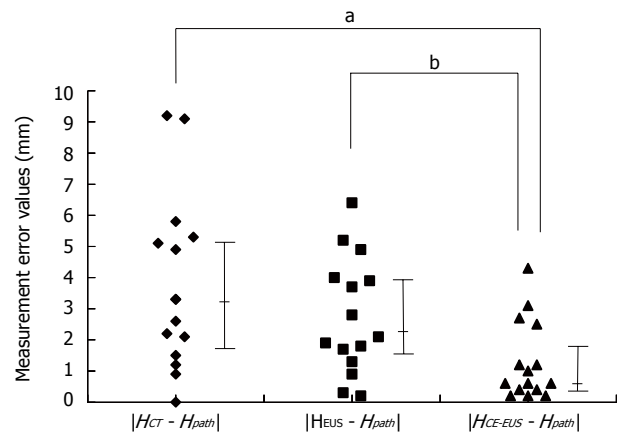 a
b
Measurement error values (mm)
10
9
8
7
6
5
4
3
2
1
0
|HCT - Hpath|
|HEUS - Hpath|
|HCE-EUS - Hpath|